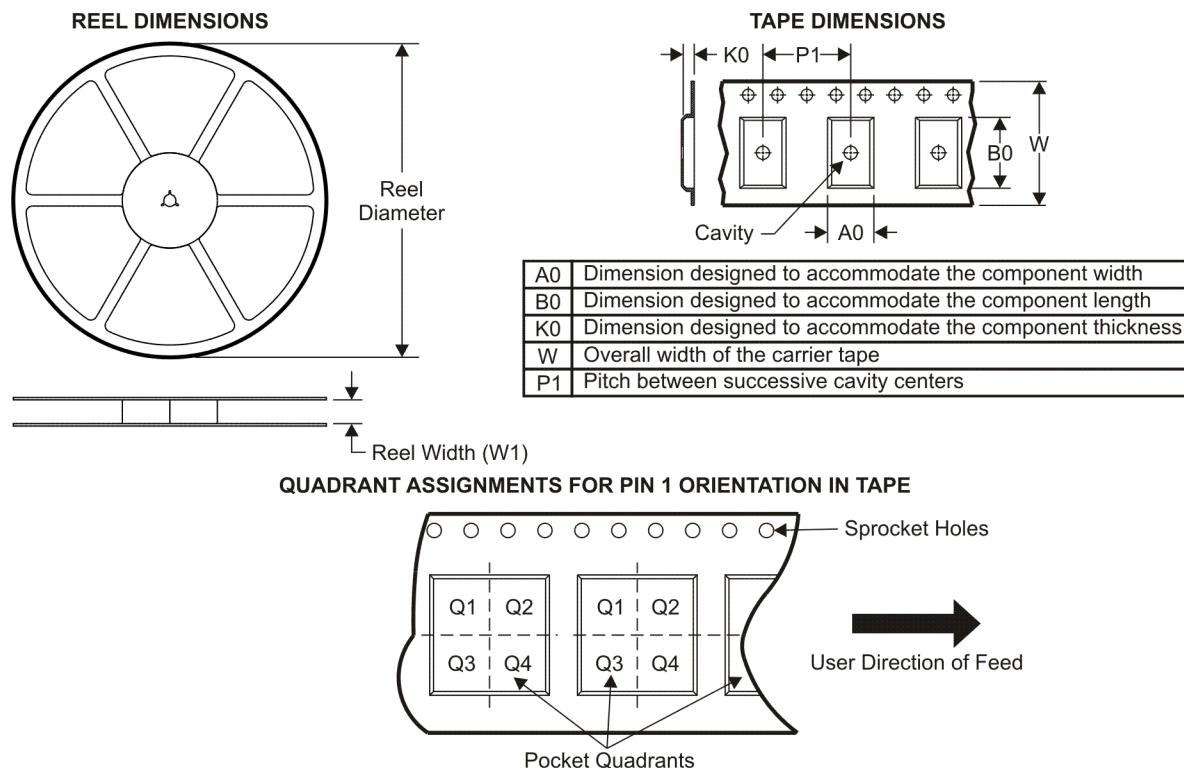 REEL DIMENSIONS
Reel
Diameter
Reel Width (W1)
TAPE DIMENSIONS
K0
P1
B0
W
Cavity
A0
A0 Dimension designed to accommodate the component width
B0 Dimension designed to accommodate the component length
K0 Dimension designed to accommodate the component thickness
W Overall width of the carrier tape
P1 Pitch between successive cavity centers
QUADRANT ASSIGNMENTS FOR PIN 1 ORIENTATION IN TAPE
Sprocket Holes
Q1 Q2 Q1 Q2
Q3 Q4 Q3 Q4
User Direction of Feed
Pocket Quadrants